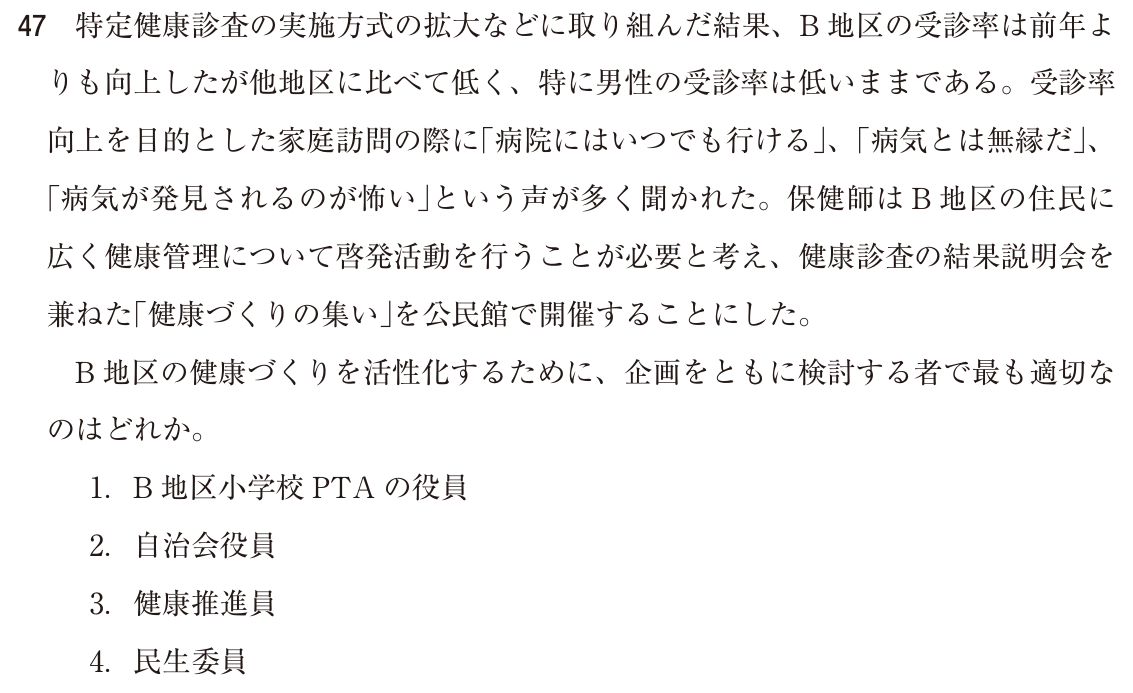 47 特定健康診査の実施方式の拡大などに取り組んだ結果、B 地区の受診率は前年よ
りも向上したが他地区に比べて低く、特に男性の受診率は低いままである。受診率
向上を目的とした家庭訪問の際に「病院にはいつでも行ける」、「病気とは無縁だ」、
「病気が発見されるのが怖い」という声が多く聞かれた。保健師は B 地区の住民に
広く健康管理について啓発活動を行うことが必要と考え、健康診査の結果説明会を
兼ねた「健康づくりの集い」を公民館で開催することにした。
B 地区の健康づくりを活性化するために、企画をともに検討する者で最も適切な
のはどれか。
1. B 地区小学校 PTA の役員
2. 自治会役員
3. 健康推進員
4. 民生委員